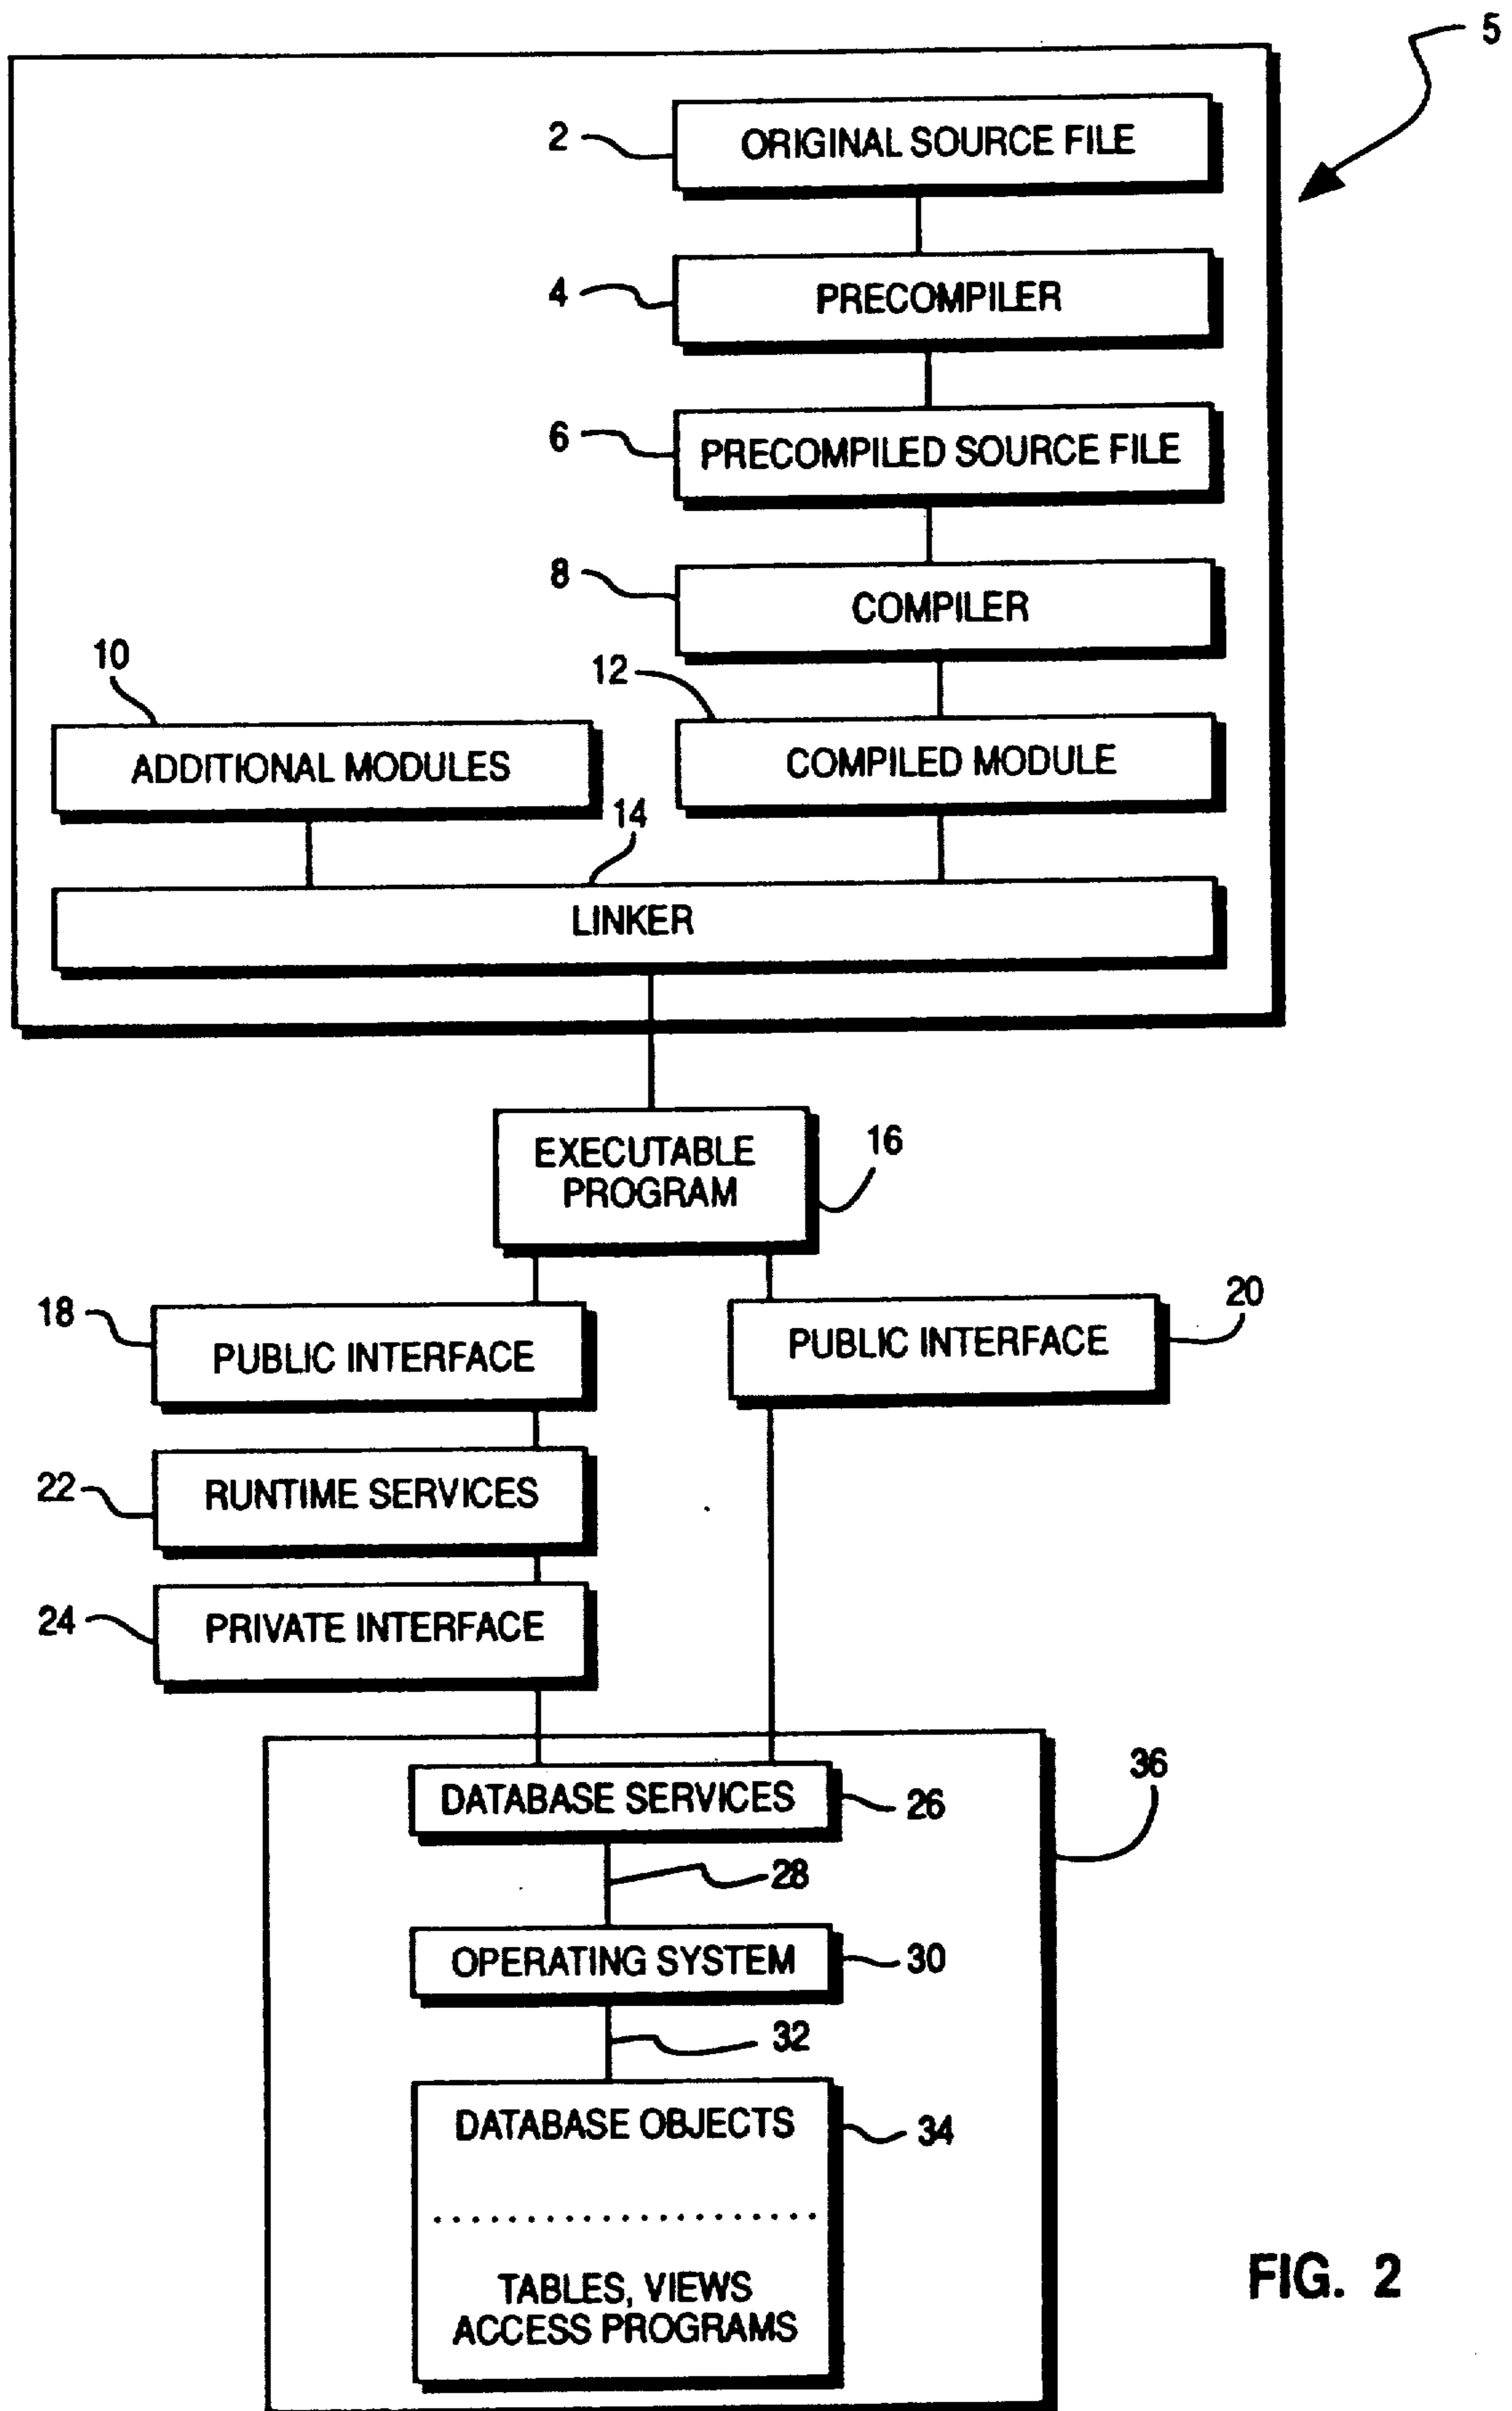 5
2
ORIGINAL SOURCE FILE
4
PRECOMPILER
6
PRECOMPILED SOURCE FILE
8
COMPILER
10
12
ADDITIONAL MODULES
COMPILED MODULE
14
LINKER
EXECUTABLE
PROGRAM
16
18
PUBLIC INTERFACE
PUBLIC INTERFACE
20
22
RUNTIME SERVICES
24
PRIVATE INTERFACE
DATABASE SERVICES
26
36
28
OPERATING SYSTEM
30
32
DATABASE OBJECTS
34
TABLES, VIEWS
ACCESS PROGRAMS
FIG. 2